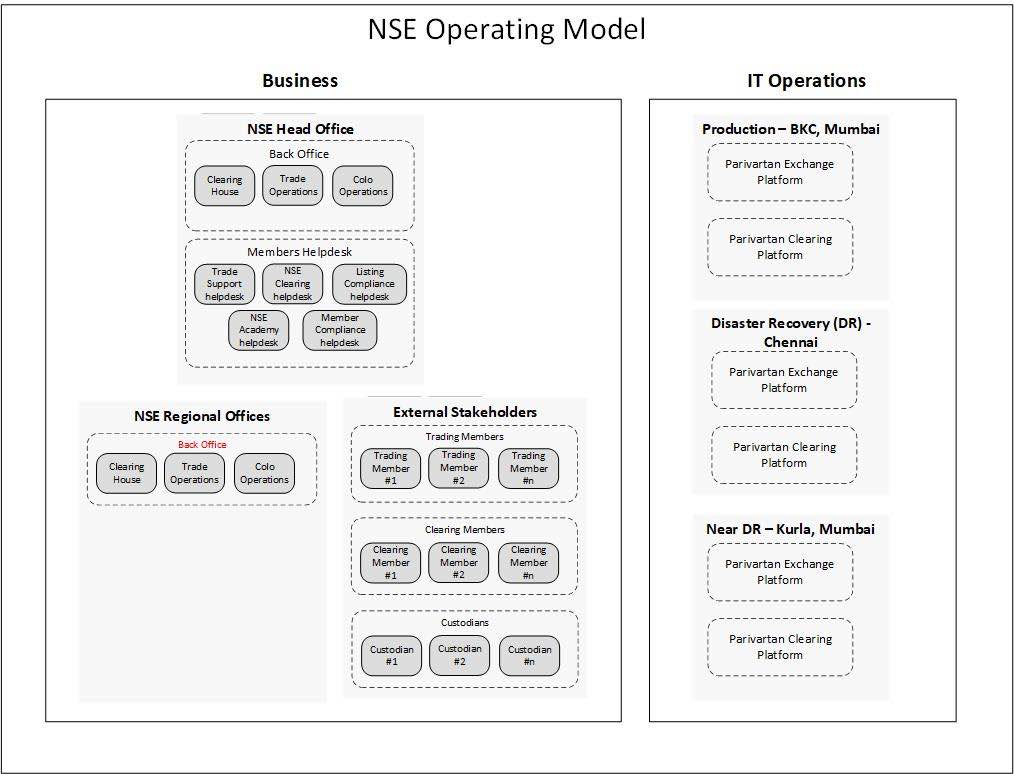 NSE Operating Model
Business
NSE Head Office
Back Office
Clearing
House
Trade
Operations
Colo
Operations
Members Helpdesk
Trade
Support
helpdesk
NSE
Clearing
helpdesk
Listing
Compliance
helpdesk
NSE
Academy
helpdesk
Member
Compliance
helpdesk
NSE Regional Offices
Back Office
Clearing
House
Trade
Operations
Colo
Operations
External Stakeholders
Trading Members
Trading
Member
#1
Trading
Member
#2
Trading
Member
#n
Clearing Members
Clearing
Member
#1
Clearing
Member
#2
Clearing
Member
#n
Custodians
Custodian
#1
Custodian
#2
Custodian
#n
IT Operations
Production – BKC, Mumbai
Parivartan Exchange
Platform
Parivartan Clearing
Platform
Disaster Recovery (DR) -
Chennai
Parivartan Exchange
Platform
Parivartan Clearing
Platform
Near DR – Kurla, Mumbai
Parivartan Exchange
Platform
Parivartan Clearing
Platform